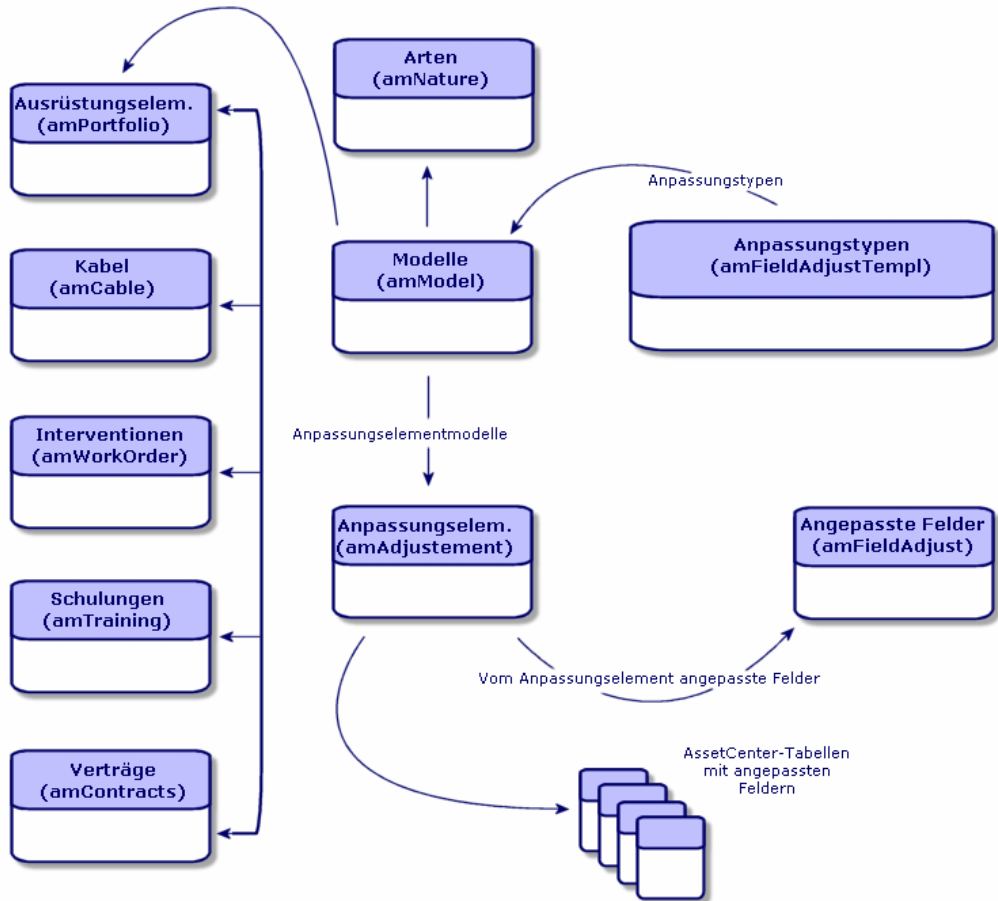 Arten
(amNature)
Ausrüstungselem.
(amPortfolio)
Anpassungstypen
Kabel
(amCable)
Modelle
(amModel)
Anpassungstypen
(amFieldAdjustTempl)
Interventionen
(amWorkOrder)
Anpassungselementmodelle
Anpassungselem.
(amAdjustement)
Angepasste Felder
(amFieldAdjust)
Schulungen
(amTraining)
Vom Anpassungselement angepasste Felder
Verträge
(amContracts)
AssetCenter-Tabellen
mit angepassten
Feldern